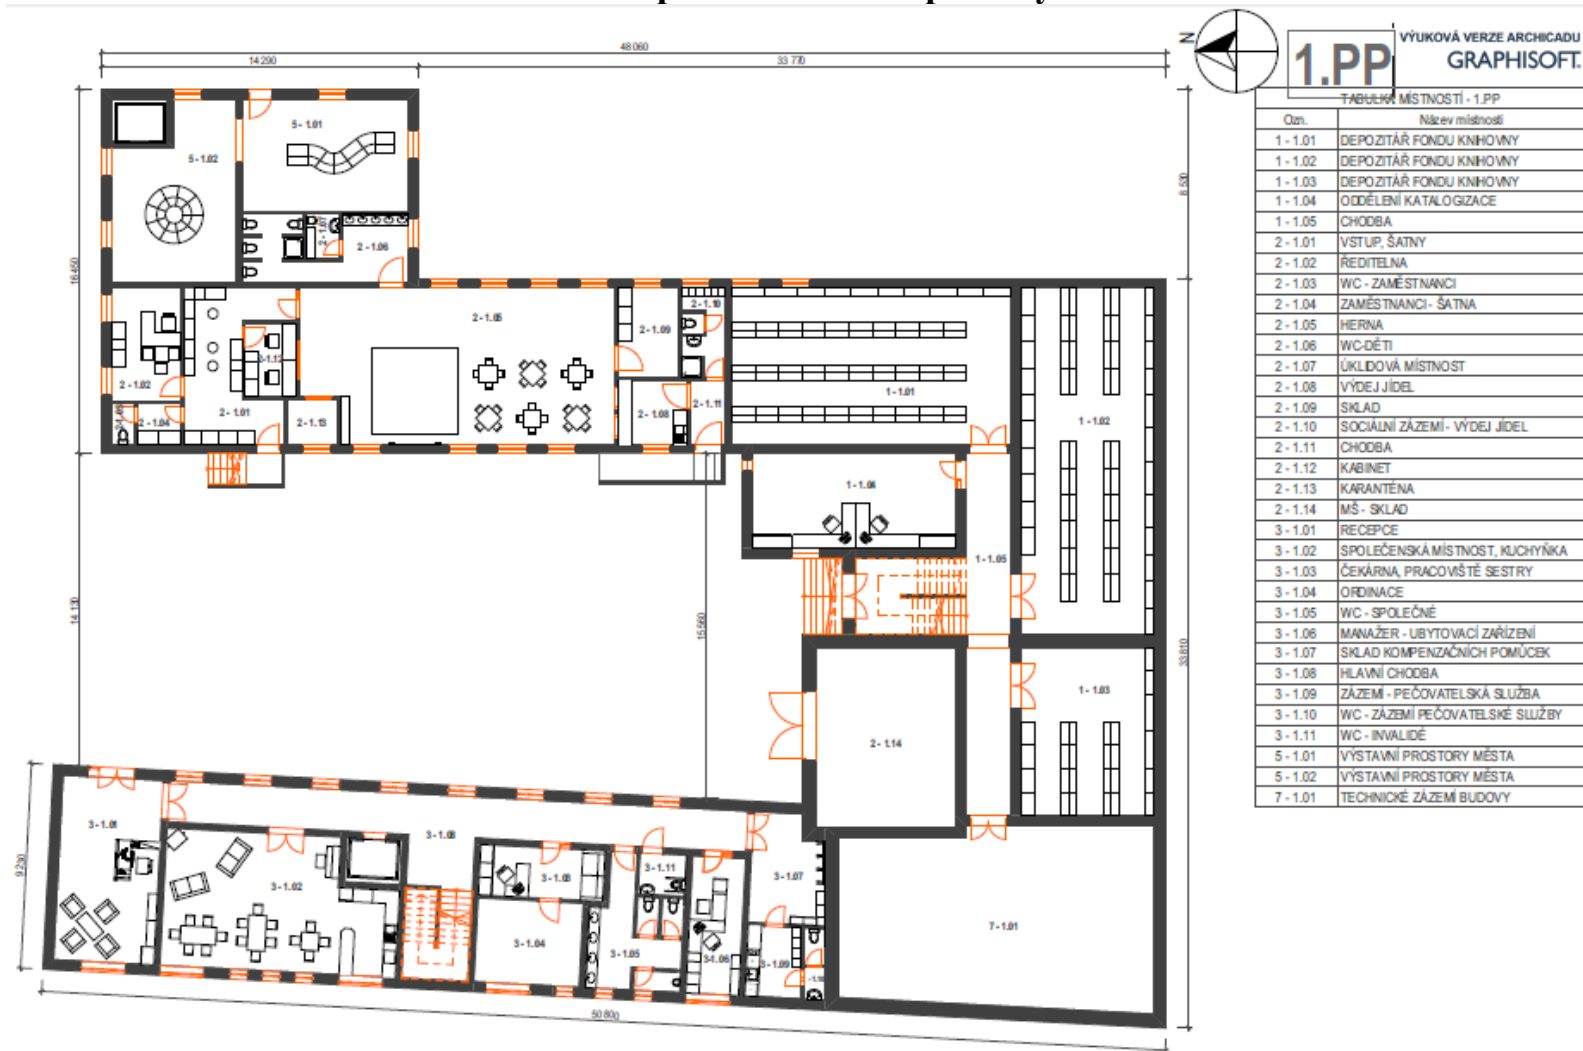 N
1.PP
VÝUKOVÁ VERZE ARCHICADU
GRAPHISOFT.
TABULKA MÍSTNOSTÍ - 1.PP
Ozn. Název místnosti
1 - 1.01 DEPOZITÁŘ FONDU KNIHOVNY
1 - 1.02 DEPOZITÁŘ FONDU KNIHOVNY
1 - 1.03 DEPOZITÁŘ FONDU KNIHOVNY
1 - 1.04 ODDĚLENÍ KATALOGIZACE
1 - 1.05 CHODBA
2 - 1.01 VSTUP, ŠATNY
2 - 1.02 ŘEDITELNA
2 - 1.03 WC - ZAMĚSTNANCI
2 - 1.04 ZAMĚSTNANCI - ŠATNA
2 - 1.05 HERNA
2 - 1.06 WC-DĚTI
2 - 1.07 ÚKLIDOVÁ MÍSTNOST
2 - 1.08 VÝDEJ JÍDEL
2 - 1.09 SKLAD
2 - 1.10 SOCIÁLNÍ ZÁZEMÍ - VÝDEJ JÍDEL
2 - 1.11 CHODBA
2 - 1.12 KABINET
2 - 1.13 KARANTÉNA
2 - 1.14 MŠ - SKLAD
3 - 1.01 RECEPCE
3 - 1.02 SPOLEČENSKÁ MÍSTNOST, KUCHYŇKA
3 - 1.03 ČEKÁRNA, PRACOVIŠTĚ SESTRY
3 - 1.04 ORDINACE
3 - 1.05 WC - SPOLEČNÉ
3 - 1.06 MANAŽER - UBYTOVACÍ ZAŘÍZENÍ
3 - 1.07 SKLAD KOMPENZAČNÍCH POMŮCEK
3 - 1.08 HLAVNÍ CHODBA
3 - 1.09 ZÁZEMÍ - PEČOVATELSKÁ SLUŽBA
3 - 1.10 WC - ZÁZEMÍ PEČOVATELSKÉ SLUŽBY
3 - 1.11 WC - INVALIDÉ
5 - 1.01 VÝSTAVNÍ PROSTORY MĚSTA
5 - 1.02 VÝSTAVNÍ PROSTORY MĚSTA
7 - 1.01 TECHNICKÉ ZÁZEMÍ BUDOVY
48 060
14 290
33 770
5 - 1.01
5 - 1.02
8 530
2 - 1.07
2 - 1.06
16 450
2 - 1.10
2 - 1.05
2 - 1.09
2 - 1.12
2 - 1.02
1 - 1.01
2 - 1.11
2 - 1.01
2 - 1.04
2 - 1.13
2 - 1.08
1 - 1.02
1 - 1.04
1 - 1.05
14 130
15 560
33 810
1 - 1.03
2 - 1.14
3 - 1.01
3 - 1.08
9 230
3 - 1.11
3 - 1.02
3 - 1.07
3 - 1.04
3 - 1.05
3-1.06
3 - 1.09
7 - 1.01
50 800